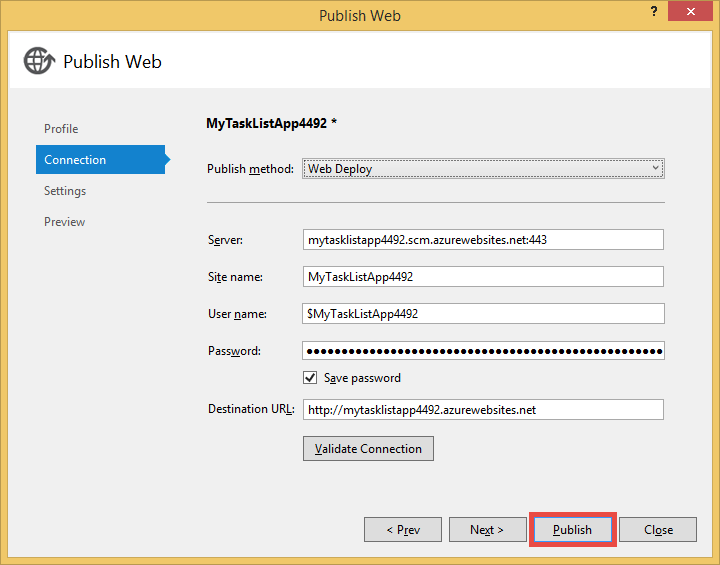 Publish Web
?
Publish Web
Profile
Connection
Settings
Preview
MyTaskListApp4492 *
Publish method: Web Deploy
Server: mytasklistapp4492.scm.azurewebsites.net:443
Site name: MyTaskListApp4492
User name: $MyTaskListApp4492
Password:
Save password
Destination URL: http://mytasklistapp4492.azurewebsites.net
Validate Connection
< Prev Next > Publish Close